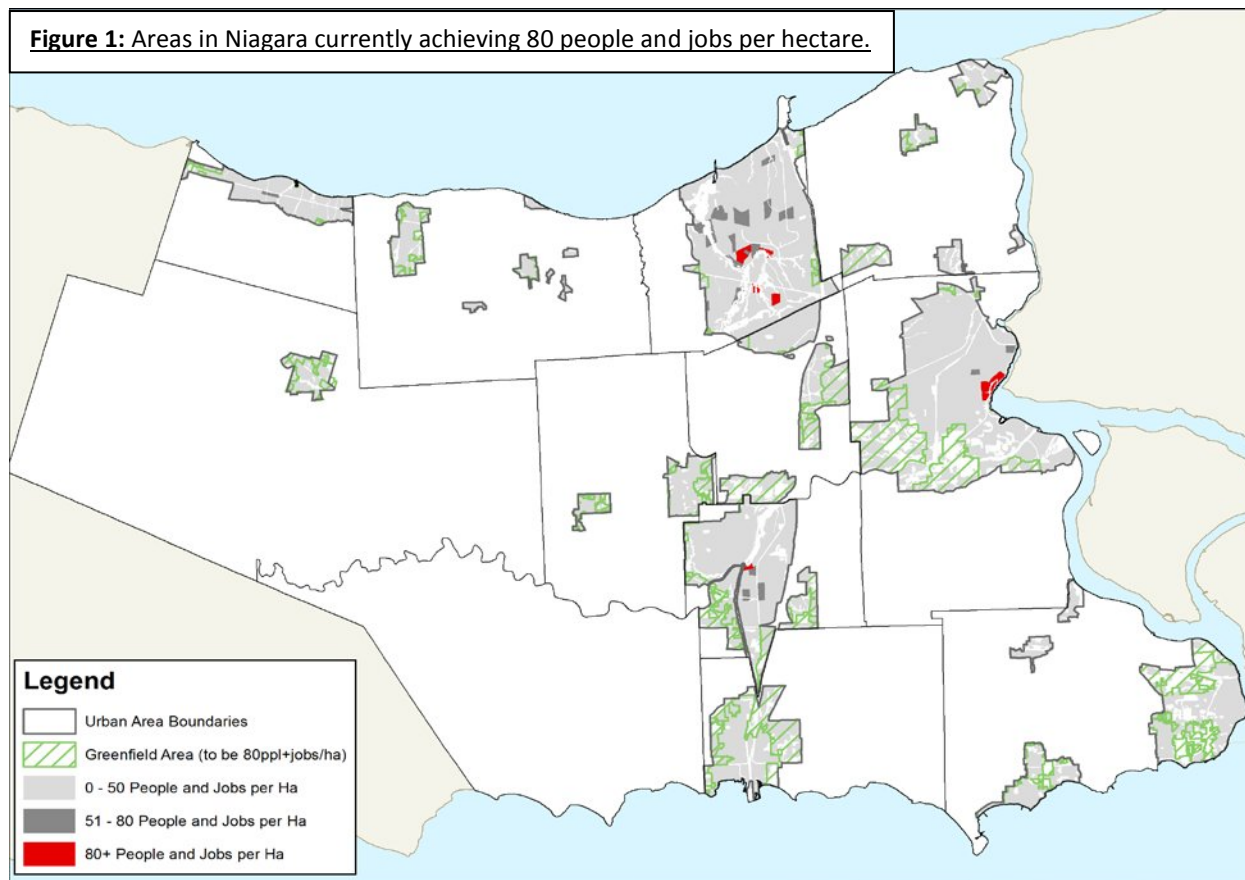 Figure 1: Areas in Niagara currently achieving 80 people and jobs per hectare.
Legend
Urban Area Boundaries
Greenfield Area (to be 80ppl+jobs/ha)
0 - 50 People and Jobs per Ha
51 - 80 People and Jobs per Ha
80+ People and Jobs per Ha